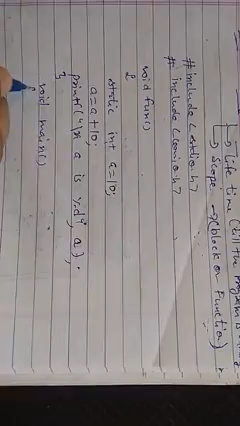 ↳ Life time (till the program is
↳ Scope → (block or Function)
#include <stdio.h>
# include <conio.h>
void fun()
{
static int a=10;
a=a+10;
printf("\n a is %d", a);
}
void main()
{